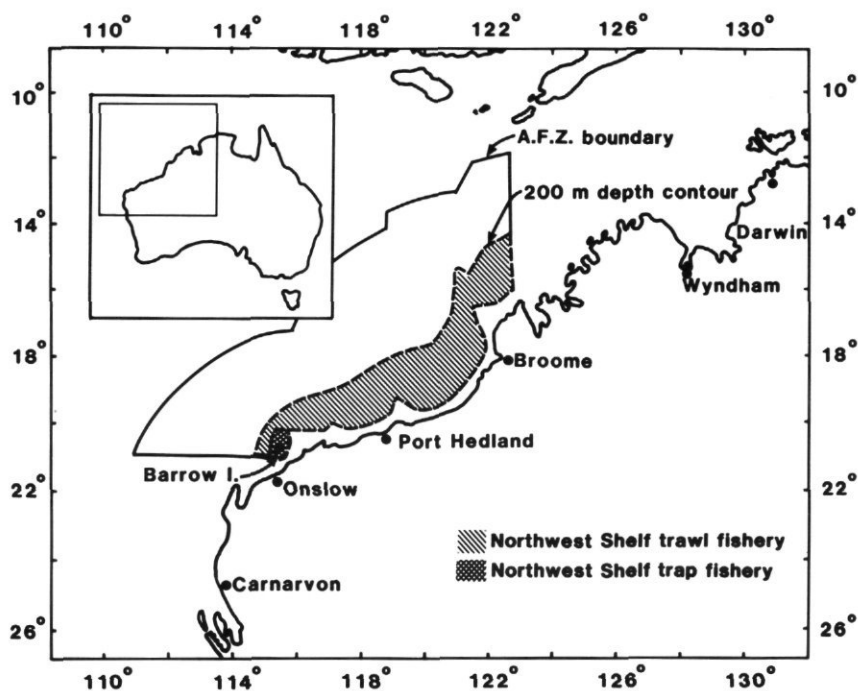 110° 114° 118° 122° 126° 130°
10° 10°
A.F.Z. boundary
200 m depth contour
14° 14°
Darwin
Wyndham
18° 18°
Broome
Port Hedland
Barrow I.
22° 22°
Onslow
Northwest Shelf trawl fishery
Northwest Shelf trap fishery
Carnarvon
26° 26°
110° 114° 118° 122° 126° 130°